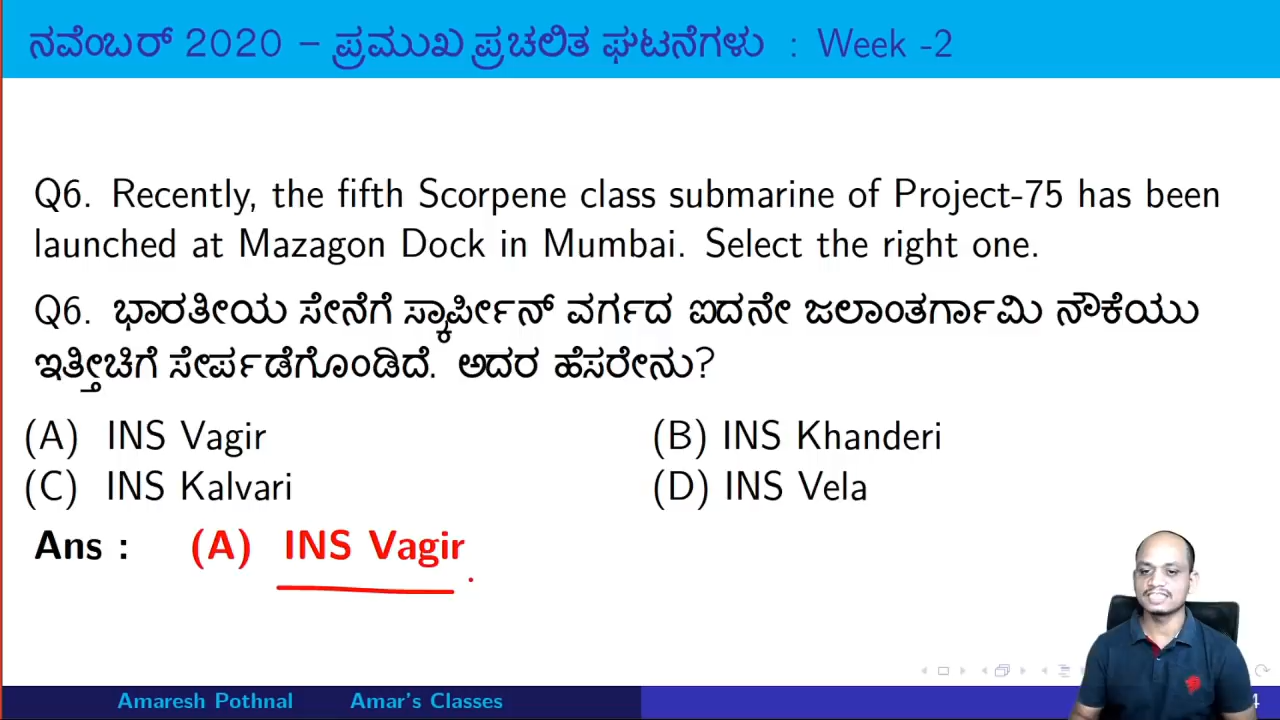 ನವೆಂಬರ್ 2020 – ಪ್ರಮುಖ ಪ್ರಚಲಿತ ಘಟನೆಗಳು : Week -2
Q6. Recently, the fifth Scorpene class submarine of Project-75 has been
launched at Mazagon Dock in Mumbai. Select the right one.
Q6. ಭಾರತೀಯ ಸೇನೆಗೆ ಸ್ಕಾರ್ಪೀನ್ ವರ್ಗದ ಐದನೇ ಜಲಾಂತರ್ಗಾಮಿ ನೌಕೆಯು
ಇತ್ತೀಚಿಗೆ ಸೇರ್ಪಡೆಗೊಂಡಿದೆ. ಅದರ ಹೆಸರೇನು?
(A) INS Vagir (B) INS Khanderi
(C) INS Kalvari (D) INS Vela
Ans : (A) INS Vagir
Amaresh Pothnal Amar's Classes